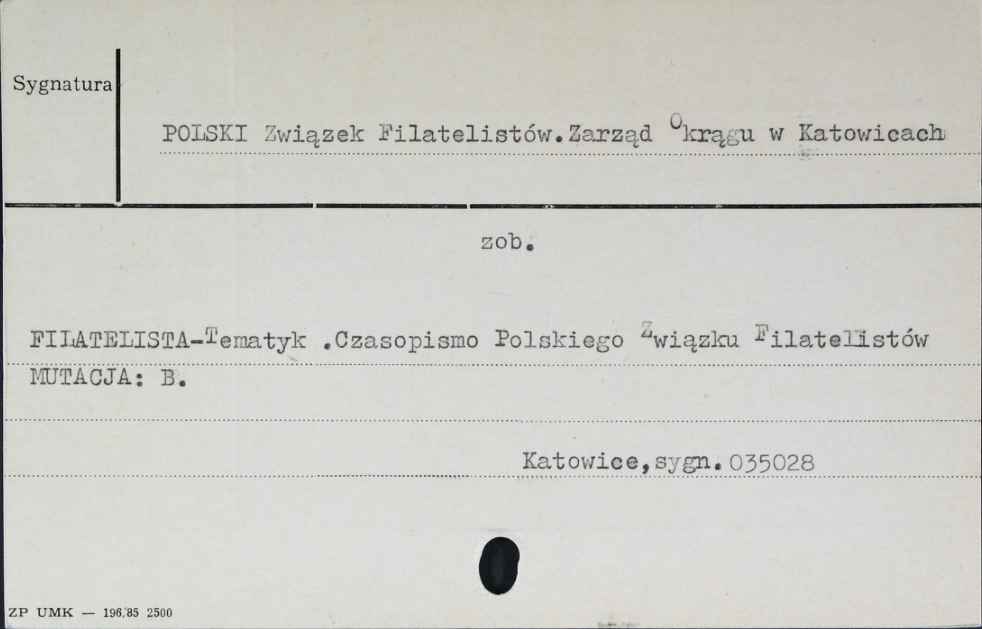 Sygnatura
POLSKI Związek Filatelistów.Zarząd Okrągu w Katowicach
zob.
FILATELISTA-Tematyk .Czasopismo Polskiego Związku Filatelistów
MUTACJA: B.
Katowice,sygn. 035028
ZP UMK — 196/85 2500